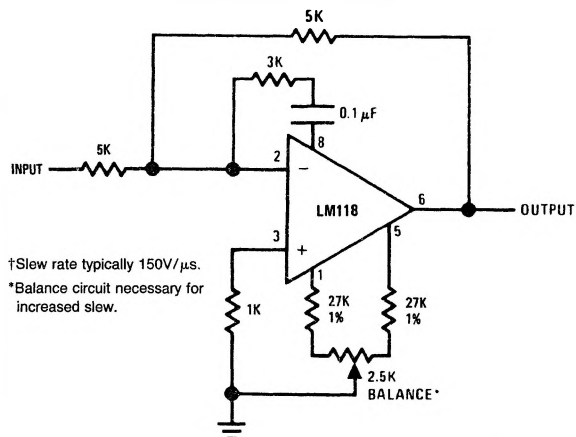 5K
3K
0.1 μF
8
5K
INPUT
2
−
LM118
6
OUTPUT
5
3
+
1
†Slew rate typically 150V/μs.
*Balance circuit necessary for
increased slew.
1K
27K
1%
27K
1%
2.5K
BALANCE*